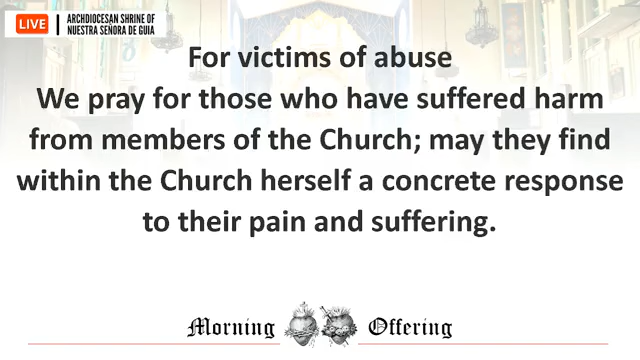 LIVE
ARCHDIOCESAN SHRINE OF
NUESTRA SEÑORA DE GUIA
For victims of abuse
We pray for those who have suffered harm
from members of the Church; may they find
within the Church herself a concrete response
to their pain and suffering.
Morning Offering